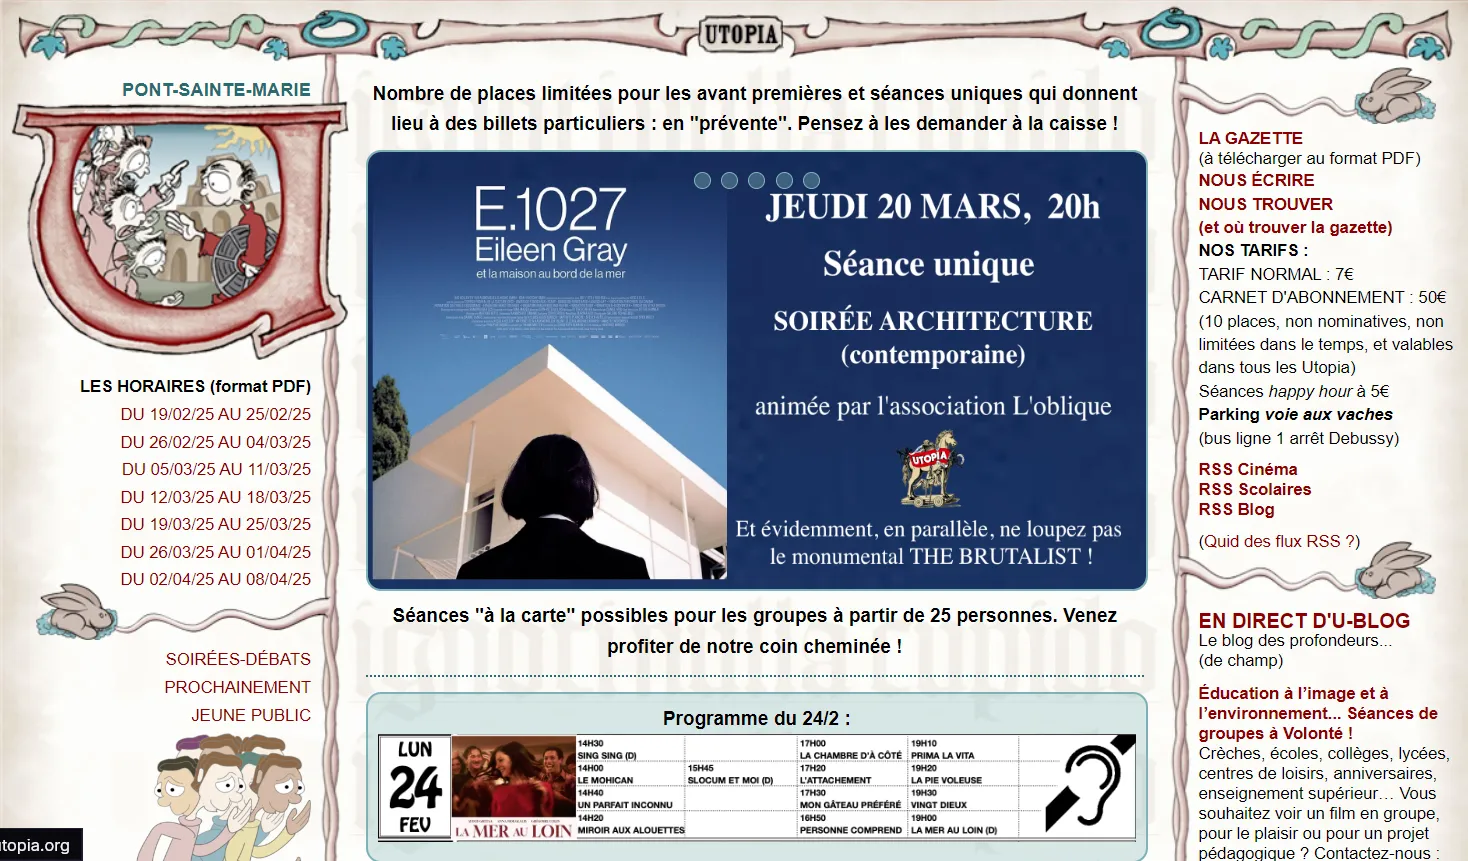 UTOPIA
PONT-SAINTE-MARIE
LES HORAIRES (format PDF)
DU 19/02/25 AU 25/02/25
DU 26/02/25 AU 04/03/25
DU 05/03/25 AU 11/03/25
DU 12/03/25 AU 18/03/25
DU 19/03/25 AU 25/03/25
DU 26/03/25 AU 01/04/25
DU 02/04/25 AU 08/04/25
SOIRÉES-DÉBATS
PROCHAINEMENT
JEUNE PUBLIC
utopia.org
Nombre de places limitées pour les avant premières et séances uniques qui donnent
lieu à des billets particuliers : en "prévente". Pensez à les demander à la caisse !
E.1027
Eileen Gray
et la maison au bord de la mer
JEUDI 20 MARS, 20h
Séance unique
SOIRÉE ARCHITECTURE
(contemporaine)
animée par l'association L'oblique
UTOPIA
Et évidemment, en parallèle, ne loupez pas
le monumental THE BRUTALIST !
Séances "à la carte" possibles pour les groupes à partir de 25 personnes. Venez
profiter de notre coin cheminée !
Programme du 24/2 :
LUN
24
FEV
LA MER AU LOIN
14H30
SING SING (D)
14H00
LE MOHICAN
14H40
UN PARFAIT INCONNU
14H20
MIROIR AUX ALOUETTES
15H45
SLOCUM ET MOI (D)
17H00
LA CHAMBRE D'À CÔTÉ
17H20
L'ATTACHEMENT
17H30
MON GÂTEAU PRÉFÉRÉ
16H50
PERSONNE COMPREND
19H10
PRIMA LA VITA
19H20
LA PIE VOLEUSE
19H30
VINGT DIEUX
19H00
LA MER AU LOIN (D)
LA GAZETTE
(à télécharger au format PDF)
NOUS ÉCRIRE
NOUS TROUVER
(et où trouver la gazette)
NOS TARIFS :
TARIF NORMAL : 7€
CARNET D'ABONNEMENT : 50€
(10 places, non nominatives, non
limitées dans le temps, et valables
dans tous les Utopia)
Séances happy hour à 5€
Parking voie aux vaches
(bus ligne 1 arrêt Debussy)
RSS Cinéma
RSS Scolaires
RSS Blog
(Quid des flux RSS ?)
EN DIRECT D'U-BLOG
Le blog des profondeurs...
(de champ)
Éducation à l'image et à
l'environnement... Séances de
groupes à Volonté !
Crèches, écoles, collèges, lycées,
centres de loisirs, anniversaires,
enseignement supérieur… Vous
souhaitez voir un film en groupe,
pour le plaisir ou pour un projet
pédagogique ? Contactez-nous :